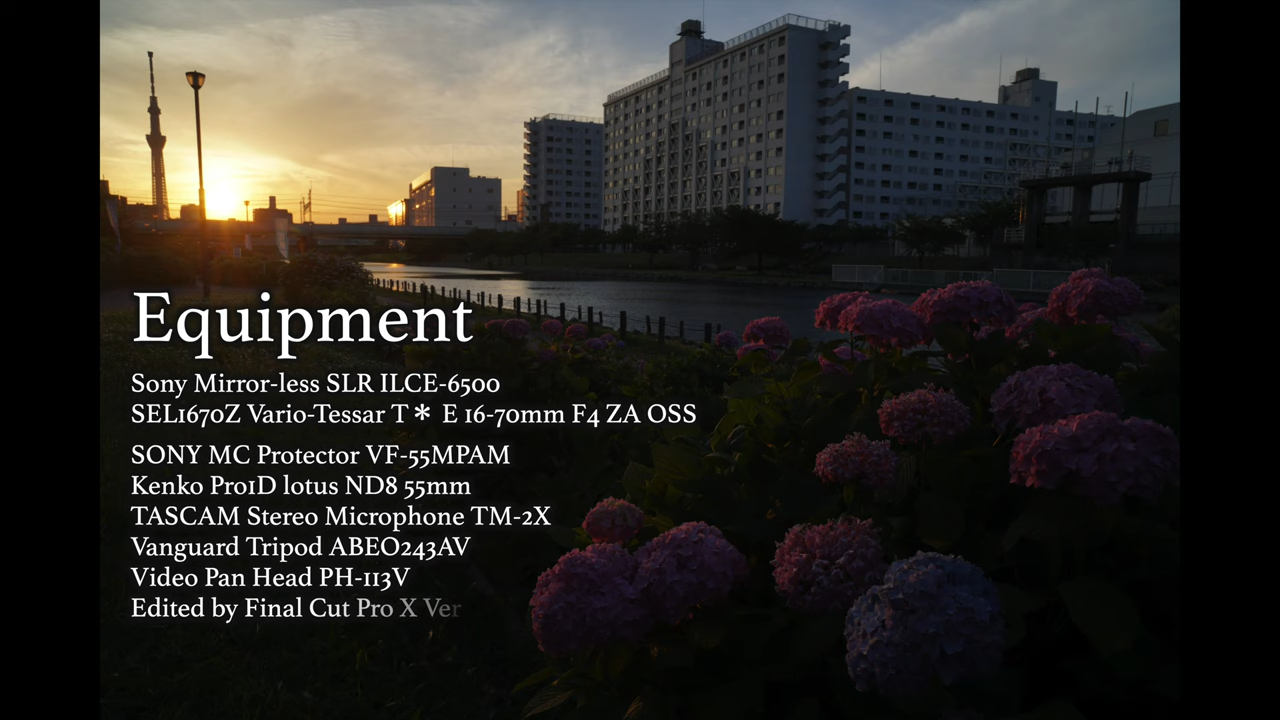 Equipment
Sony Mirror-less SLR ILCE-6500
SEL1670Z Vario-Tessar T＊ E 16-70mm F4 ZA OSS
SONY MC Protector VF-55MPAM
Kenko Pro1D lotus ND8 55mm
TASCAM Stereo Microphone TM-2X
Vanguard Tripod ABEO243AV
Video Pan Head PH-113V
Edited by Final Cut Pro X Ver